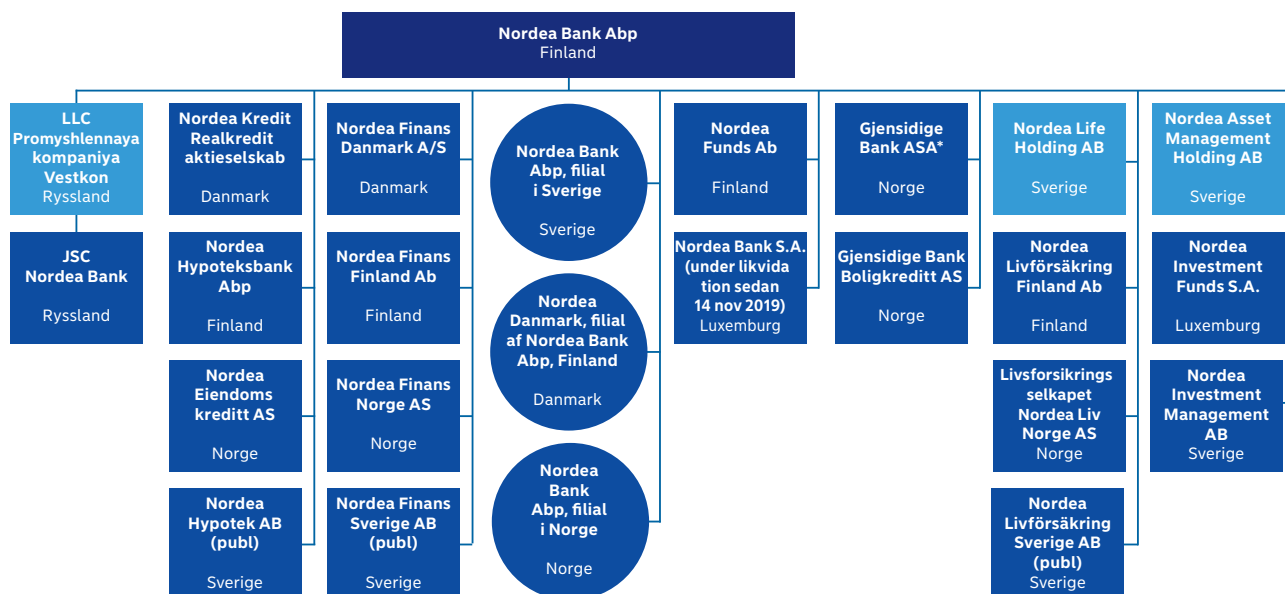 Nordea Bank Abp
Finland
LLC
Promyshlennaya
kompaniya
Vestkon
Ryssland
JSC
Nordea Bank
Ryssland
Nordea Kredit
Realkredit
aktieselskab
Danmark
Nordea
Hypoteksbank
Abp
Finland
Nordea
Eiendoms
kreditt AS
Norge
Nordea
Hypotek AB
(publ)
Sverige
Nordea Finans
Danmark A/S
Danmark
Nordea Finans
Finland Ab
Finland
Nordea Finans
Norge AS
Norge
Nordea Finans
Sverige AB
(publ)
Sverige
Nordea Bank
Abp, filial
i Sverige
Sverige
Nordea
Danmark, filial
af Nordea Bank
Abp, Finland
Danmark
Nordea
Bank
Abp, filial
i Norge
Norge
Nordea
Funds Ab
Finland
Nordea Bank S.A.
(under likvida
tion sedan
14 nov 2019)
Luxemburg
Gjensidige
Bank ASA*
Norge
Gjensidige Bank
Boligkreditt AS
Norge
Nordea Life
Holding AB
Sverige
Nordea
Livförsäkring
Finland Ab
Finland
Livsforsikrings
selkapet
Nordea Liv
Norge AS
Norge
Nordea
Livförsäkring
Sverige AB
(publ)
Sverige
Nordea Asset
Management
Holding AB
Sverige
Nordea
Investment
Funds S.A.
Luxemburg
Nordea
Investment
Management
AB
Sverige